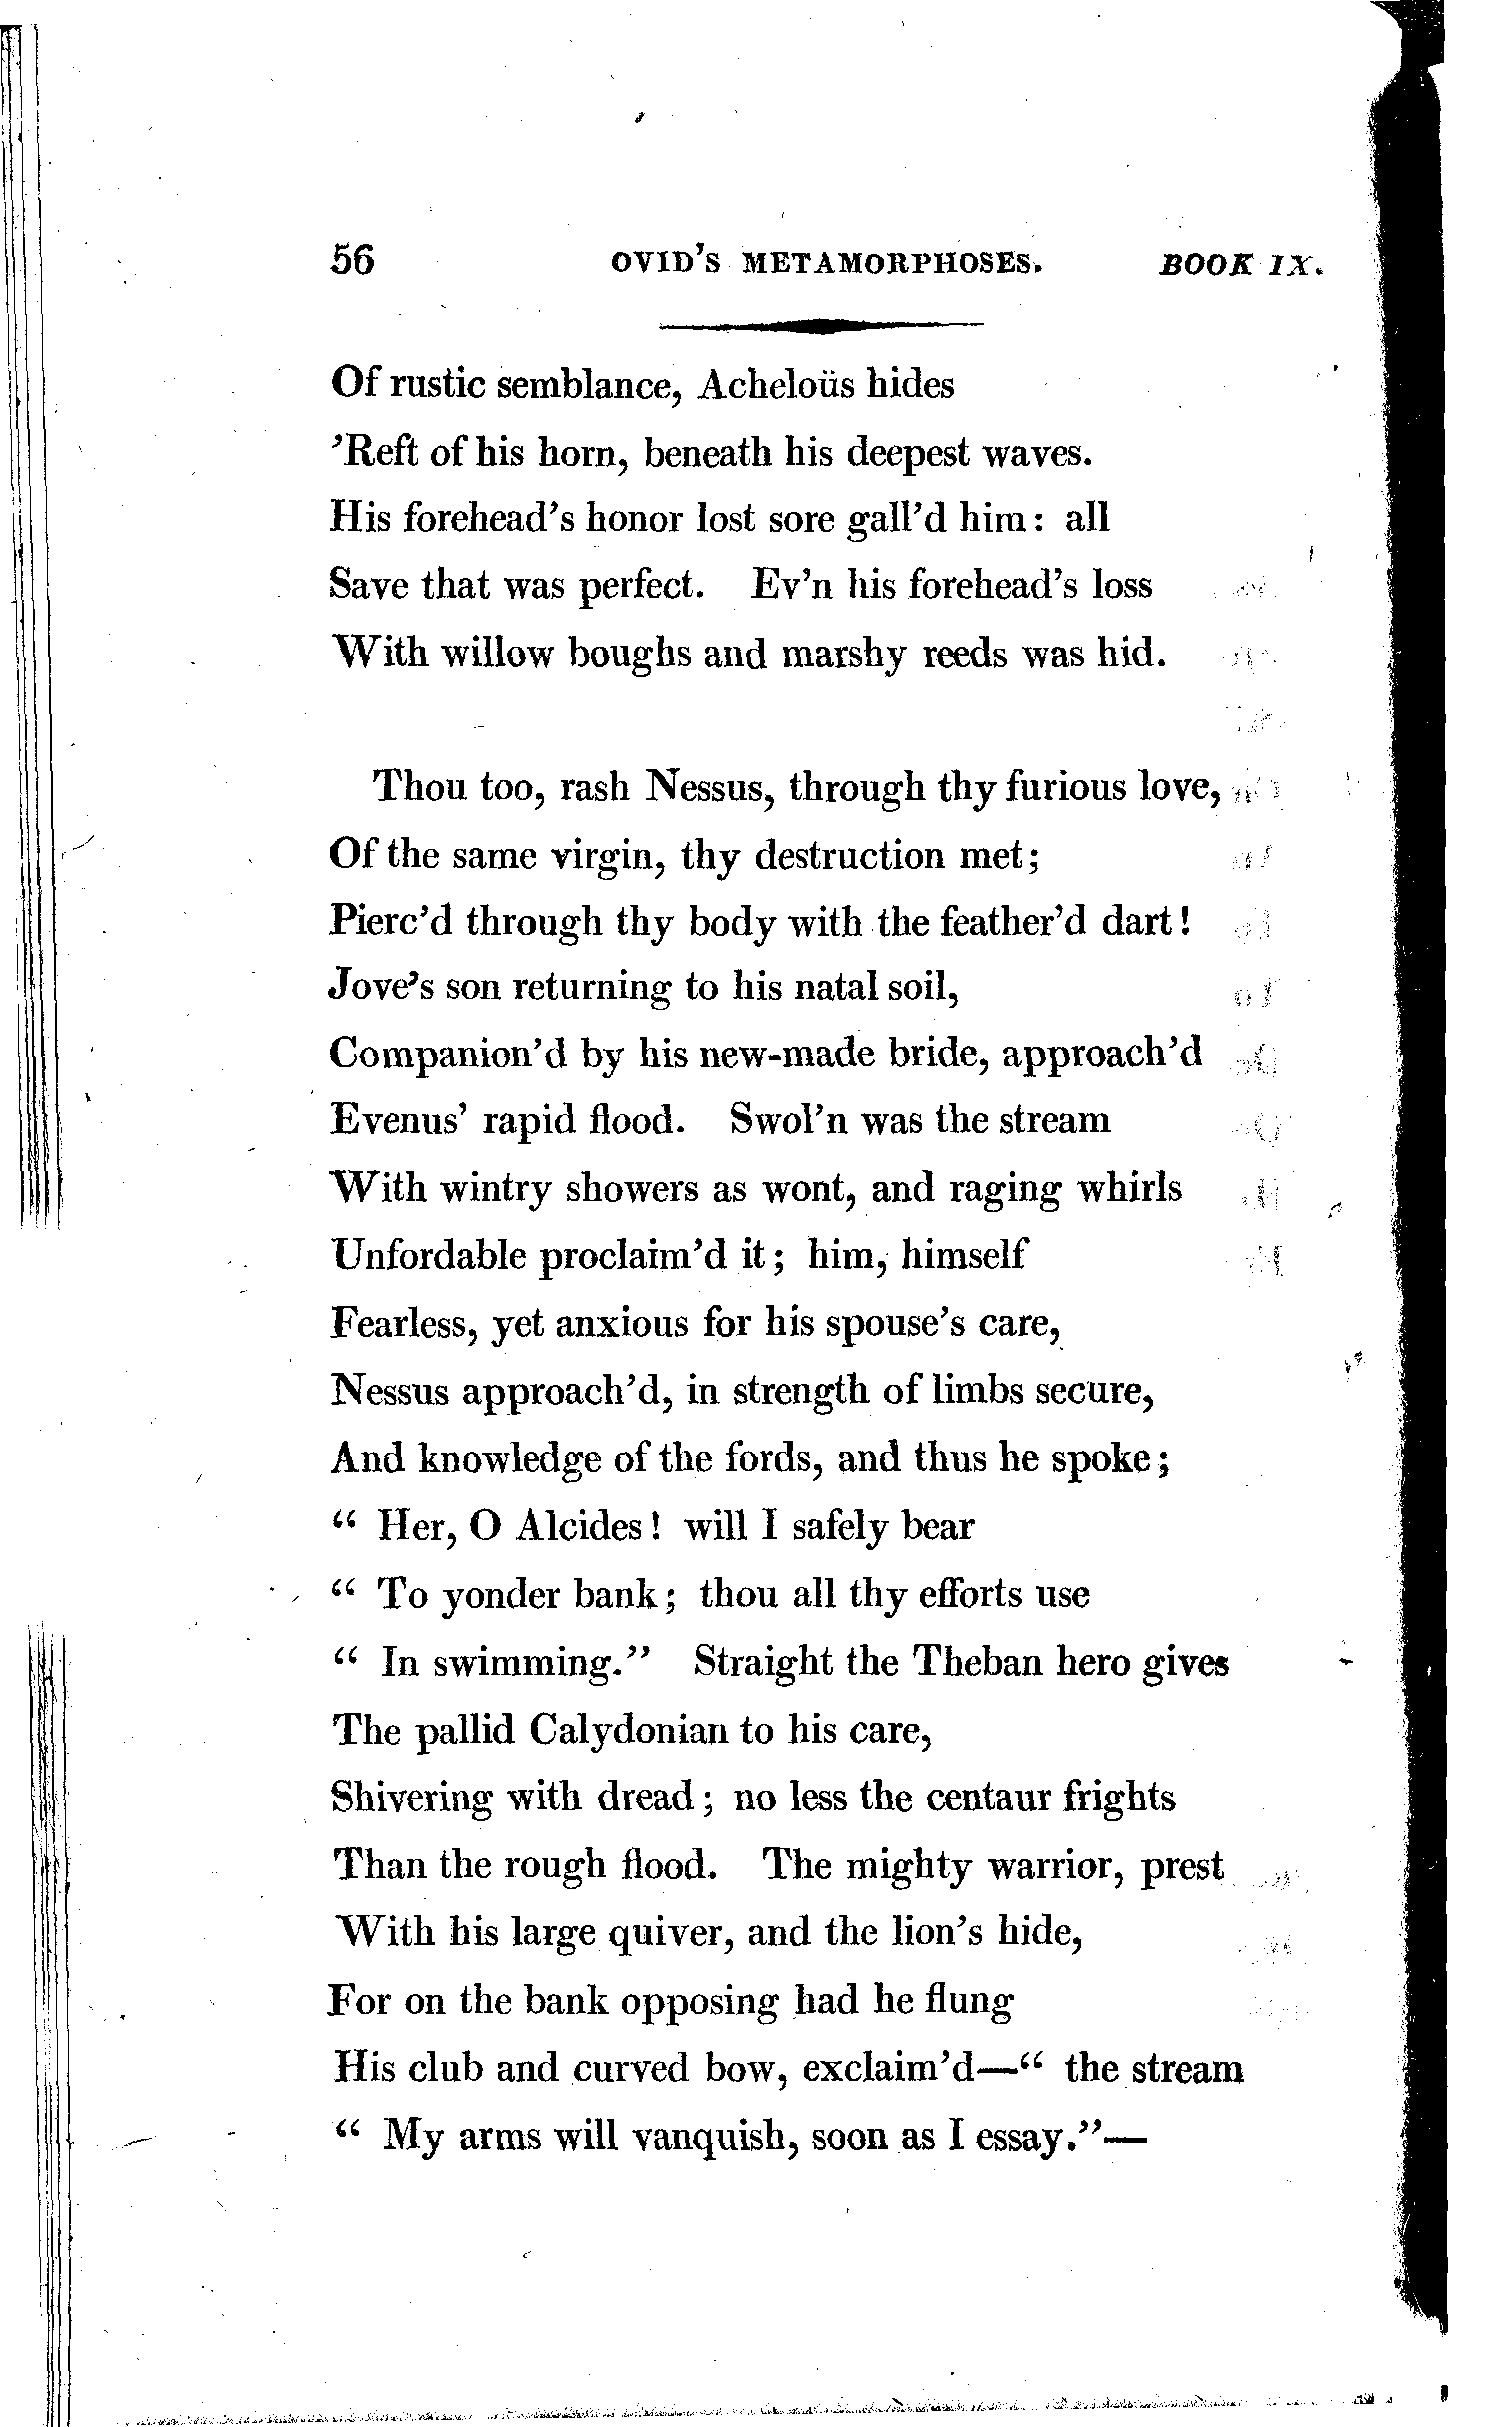 56 OVID'S METAMORPHOSES. BOOK IX.
Of rustic semblance, Acheloüs hides
'Reft of his horn, beneath his deepest waves.
His forehead's honor lost sore gall'd him: all
Save that was perfect. Ev'n his forehead's loss
With willow boughs and marshy reeds was hid.
Thou too, rash Nessus, through thy furious love,
Of the same virgin, thy destruction met;
Pierc'd through thy body with the feather'd dart!
Jove's son returning to his natal soil,
Companion'd by his new-made bride, approach'd
Evenus' rapid flood. Swol'n was the stream
With wintry showers as wont, and raging whirls
Unfordable proclaim'd it; him, himself
Fearless, yet anxious for his spouse's care,
Nessus approach'd, in strength of limbs secure,
And knowledge of the fords, and thus he spoke;
“ Her, O Alcides! will I safely bear
“ To yonder bank; thou all thy efforts use
“ In swimming.” Straight the Theban hero gives
The pallid Calydonian to his care,
Shivering with dread; no less the centaur frights
Than the rough flood. The mighty warrior, prest
With his large quiver, and the lion's hide,
For on the bank opposing had he flung
His club and curved bow, exclaim'd—“ the stream
“ My arms will vanquish, soon as I essay.”—